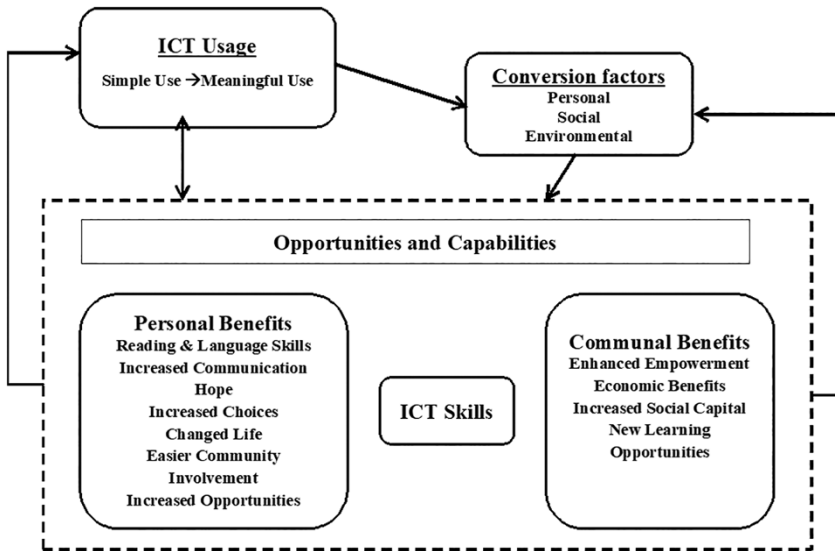 ICT Usage
Simple Use →Meaningful Use
Conversion factors
Personal
Social
Environmental
Opportunities and Capabilities
Personal Benefits
Reading & Language Skills
Increased Communication
Hope
Increased Choices
Changed Life
Easier Community
Involvement
Increased Opportunities
ICT Skills
Communal Benefits
Enhanced Empowerment
Economic Benefits
Increased Social Capital
New Learning
Opportunities